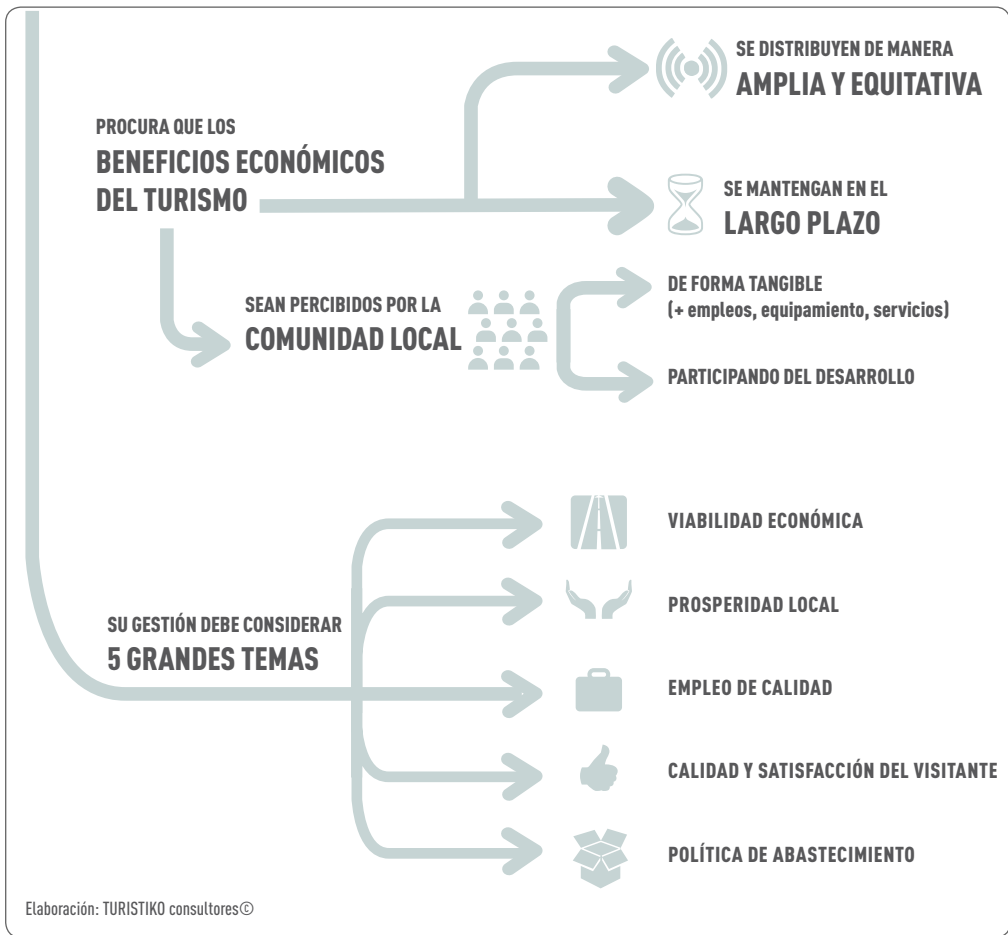 SE DISTRIBUYEN DE MANERA
AMPLIA Y EQUITATIVA
PROCURA QUE LOS
BENEFICIOS ECONÓMICOS
DEL TURISMO
SE MANTENGAN EN EL
LARGO PLAZO
SEAN PERCIBIDOS POR LA
COMUNIDAD LOCAL
DE FORMA TANGIBLE
(+ empleos, equipamiento, servicios)
PARTICIPANDO DEL DESARROLLO
SU GESTIÓN DEBE CONSIDERAR
5 GRANDES TEMAS
VIABILIDAD ECONÓMICA
PROSPERIDAD LOCAL
EMPLEO DE CALIDAD
CALIDAD Y SATISFACCIÓN DEL VISITANTE
POLÍTICA DE ABASTECIMIENTO
Elaboración: TURISTIKO consultores©